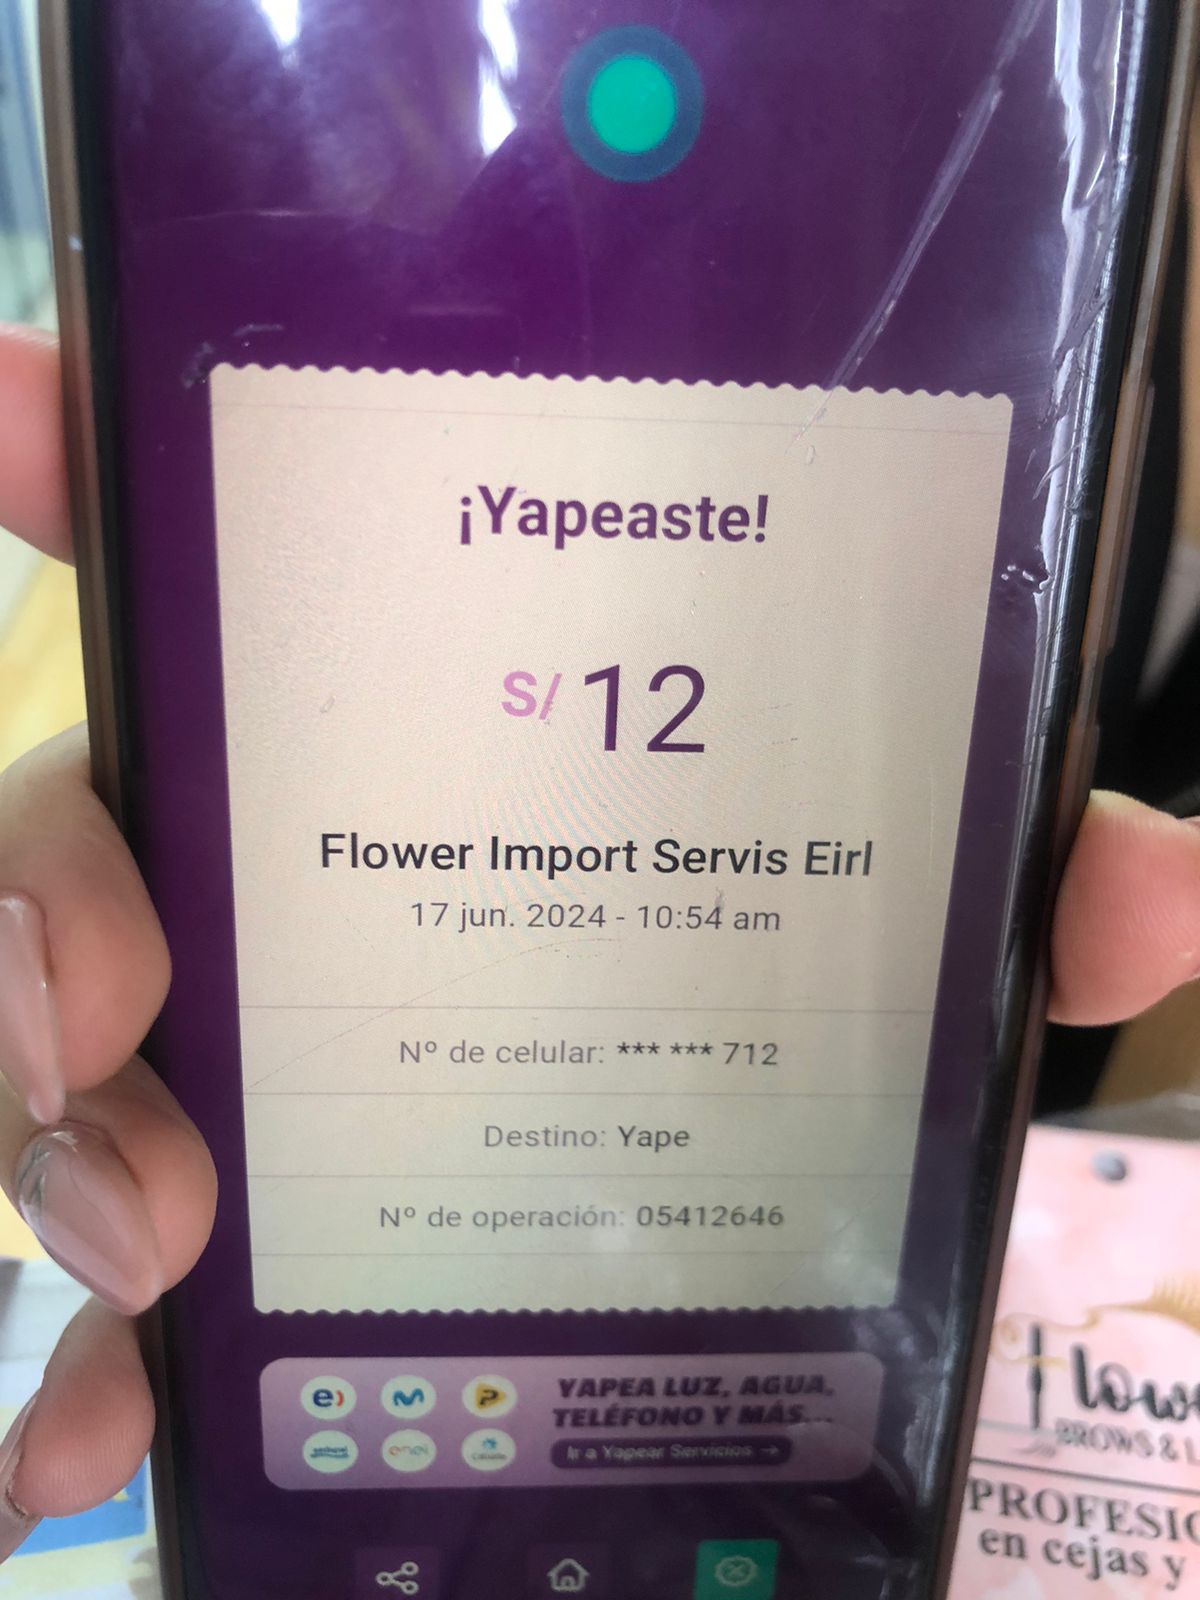 ¡Yapeaste!
S/ 12
Flower Import Servis Eirl
17 jun. 2024 - 10:54 am
Nº de celular: *** *** 712
Destino: Yape
Nº de operación: 05412646
YAPEA LUZ, AGUA,
TELÉFONO Y MÁS...
Ir a Yapear Servicios →
e)
enel
BROWS & L
PROFESIO
en cejas y